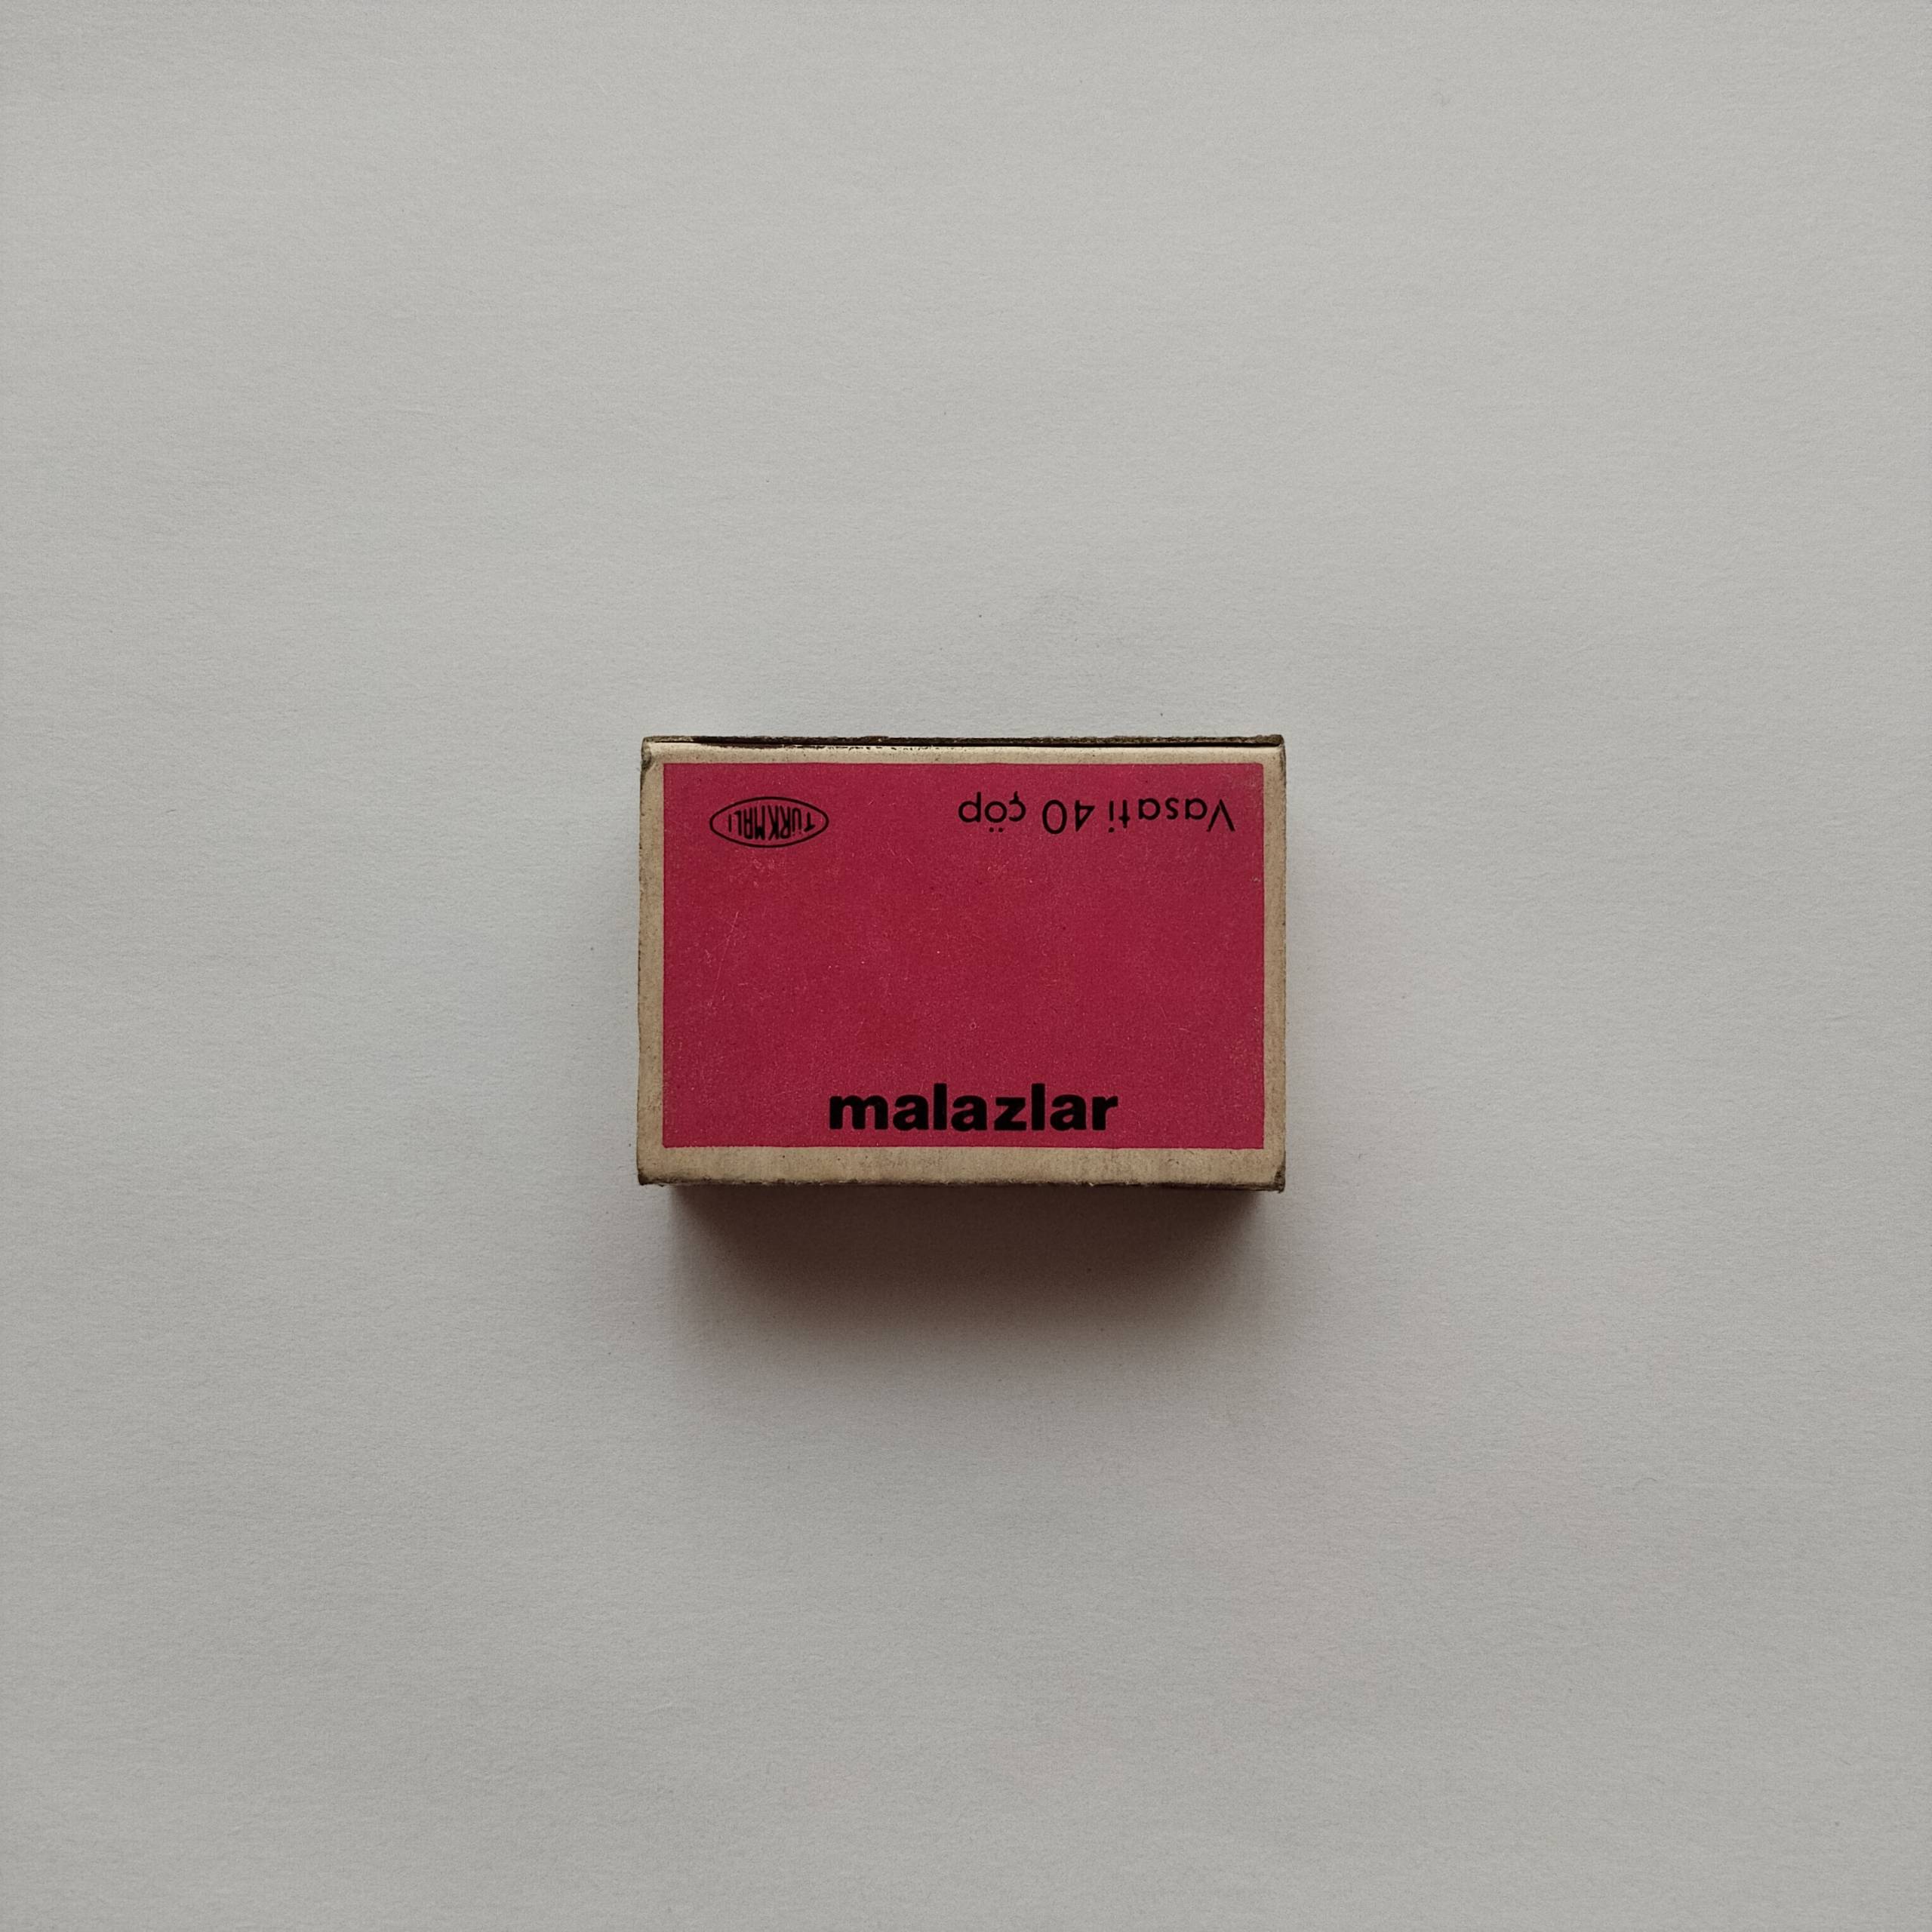 TÜRK MALI
Vasati 40 çöp
malazlar